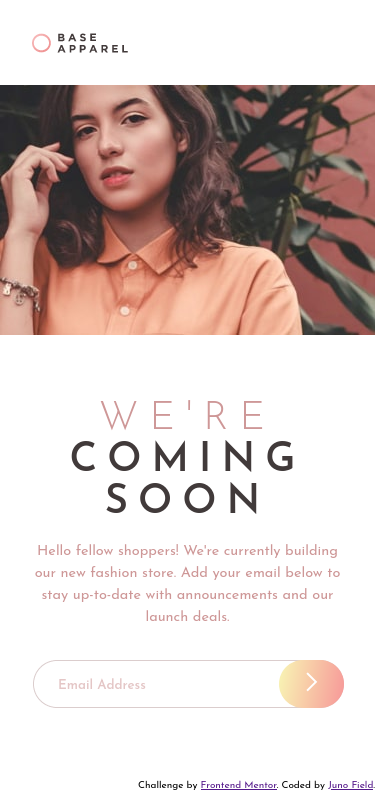 BASE
APPAREL
WE'RE
COMING
SOON
Hello fellow shoppers! We're currently building
our new fashion store. Add your email below to
stay up-to-date with announcements and our
launch deals.
Email Address
Challenge by Frontend Mentor. Coded by Juno Field.